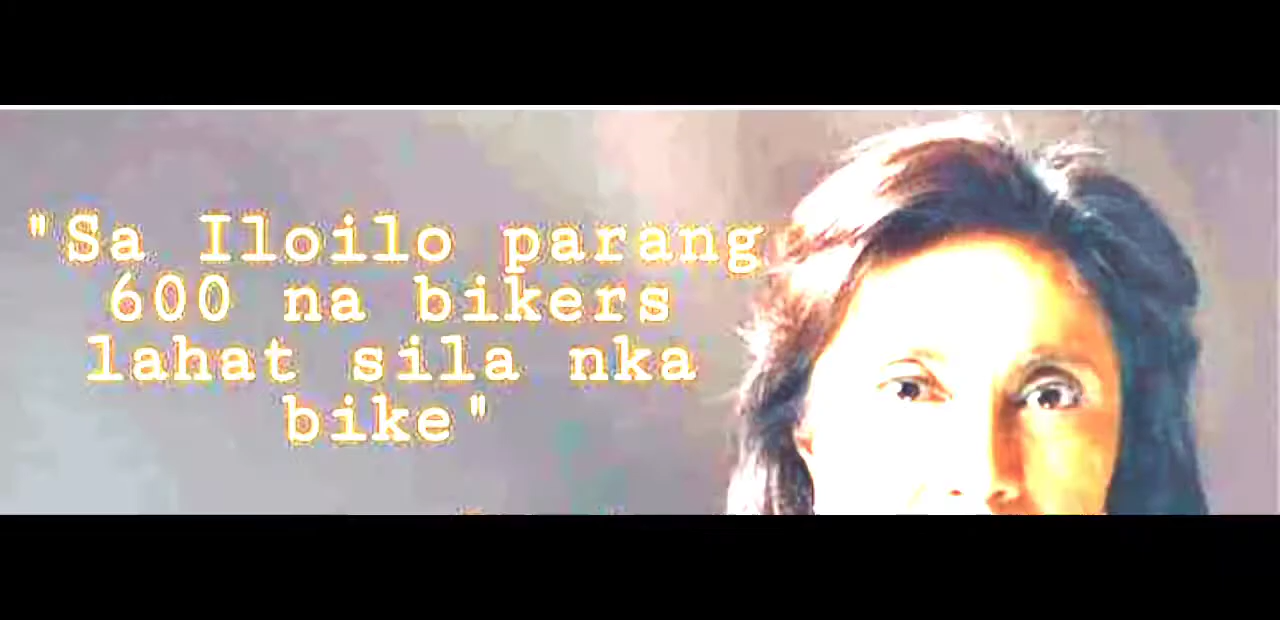 "Sa Iloilo parang
600 na bikers
lahat sila nka
bike"